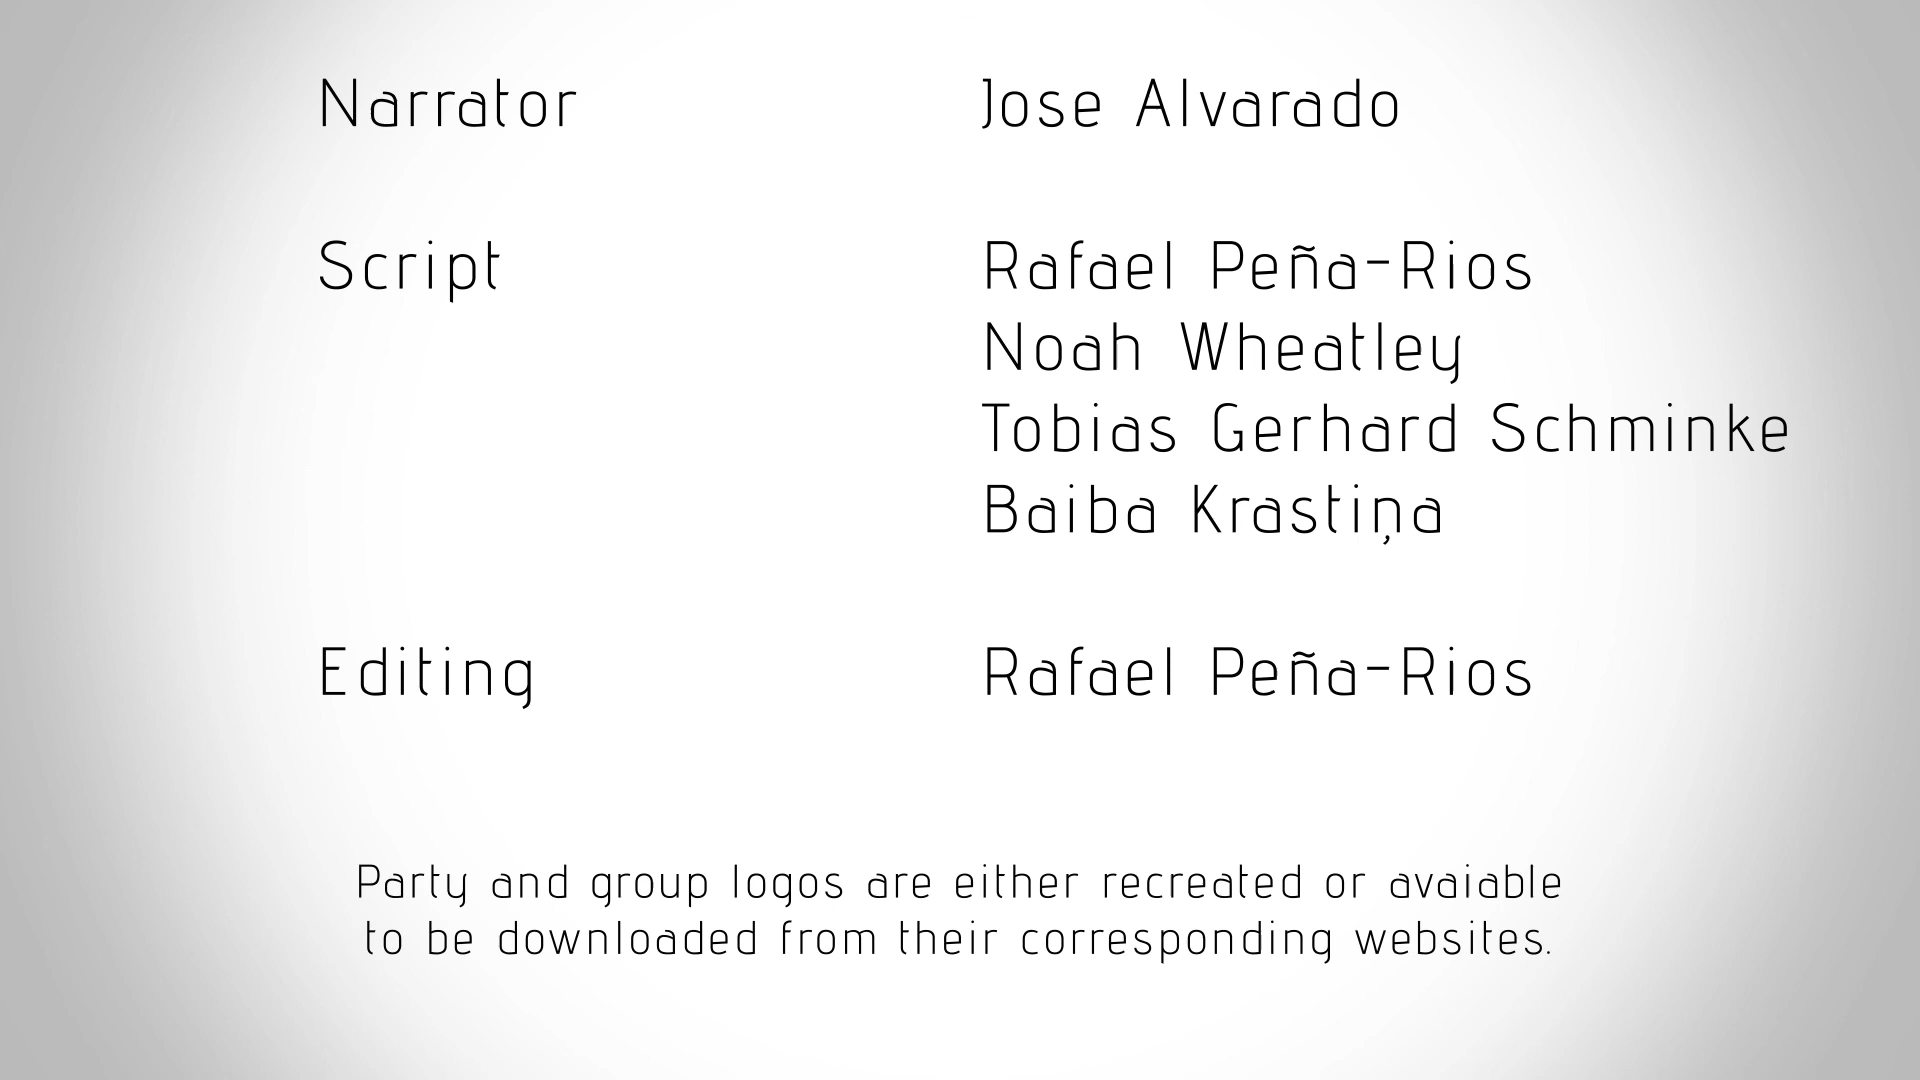 Narrator Jose Alvarado
Script Rafael Peña-Rios
Noah Wheatley
Tobias Gerhard Schminke
Baiba Krastiņa
Editing Rafael Peña-Rios
Party and group logos are either recreated or avaiable
to be downloaded from their corresponding websites.